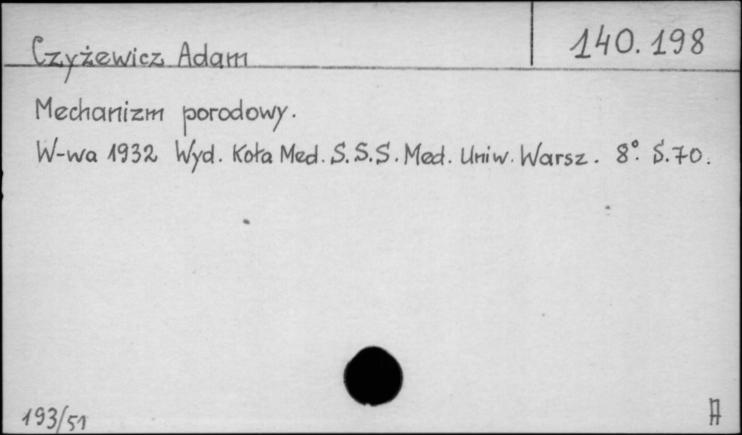 Czyżewicz Adam
140.198
Mechanizm porodowy.
W-wa 1932 Wyd. Koła Med. S.S.S. Med. Uniw. Warsz. 8° S.70.
193/51
A